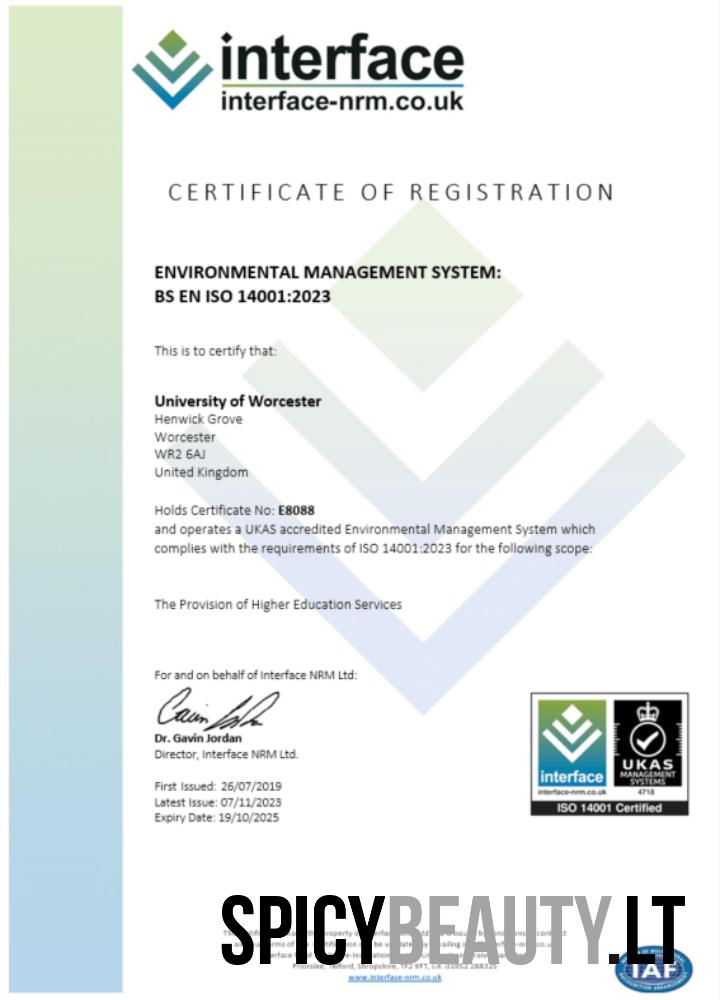 interface
interface-nrm.co.uk
CERTIFICATE OF REGISTRATION
ENVIRONMENTAL MANAGEMENT SYSTEM:
BS EN ISO 14001:2023
This is to certify that:
University of Worcester
Henwick Grove
Worcester
WR2 6AJ
United Kingdom
Holds Certificate No: E8088
and operates a UKAS accredited Environmental Management System which
complies with the requirements of ISO 14001:2023 for the following scope:
The Provision of Higher Education Services
For and on behalf of Interface NRM Ltd:
Dr. Gavin Jordan
Director, Interface NRM Ltd.
First Issued: 26/07/2019
Latest Issue: 07/11/2023
Expiry Date: 19/10/2025
interface
interface-nrm.co.uk
UKAS
MANAGEMENT
SYSTEMS
4718
ISO 14001 Certified
SPICYBEAUTY.LT
Priorslee, Telford, Shropshire, TF2 9FT, UK. 01952 288325
www.interface-nrm.co.uk
IAF